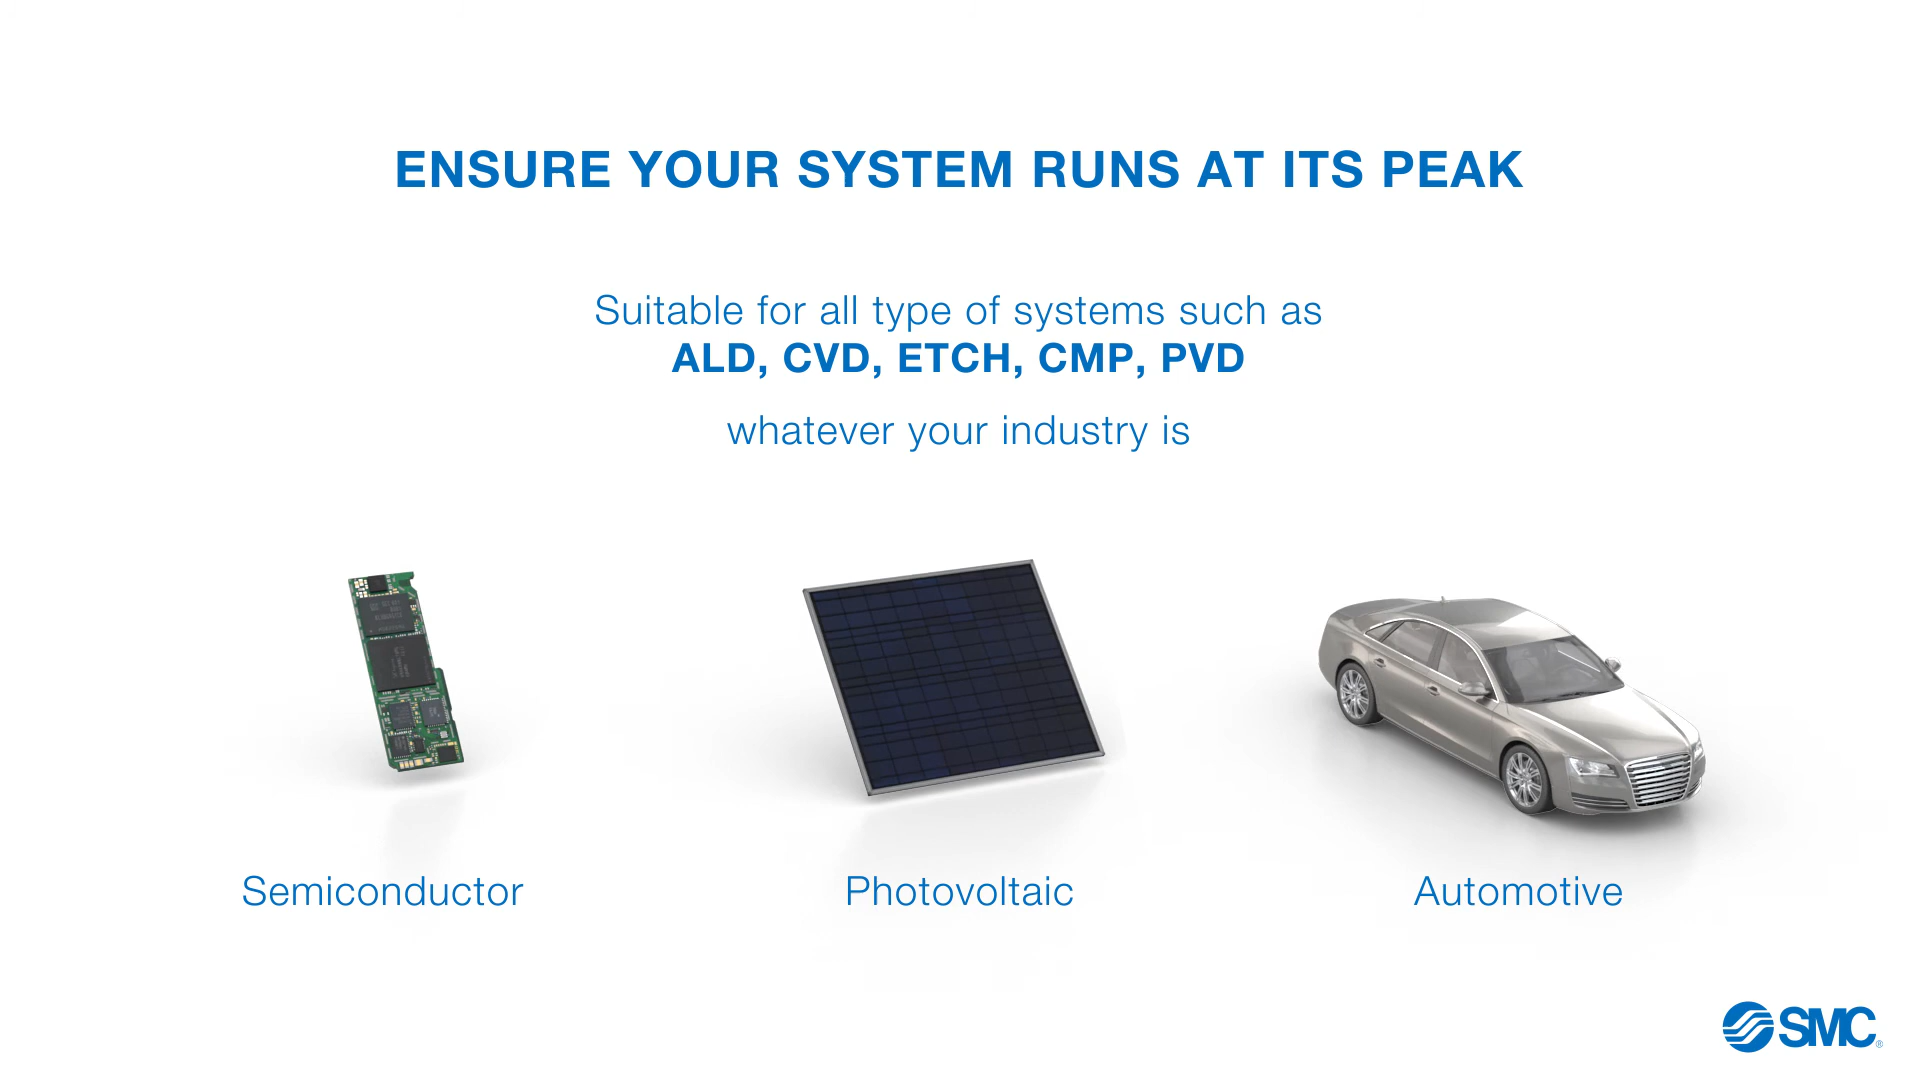 ENSURE YOUR SYSTEM RUNS AT ITS PEAK
Suitable for all type of systems such as
ALD, CVD, ETCH, CMP, PVD
whatever your industry is
Semiconductor
Photovoltaic
Automotive
SMC®